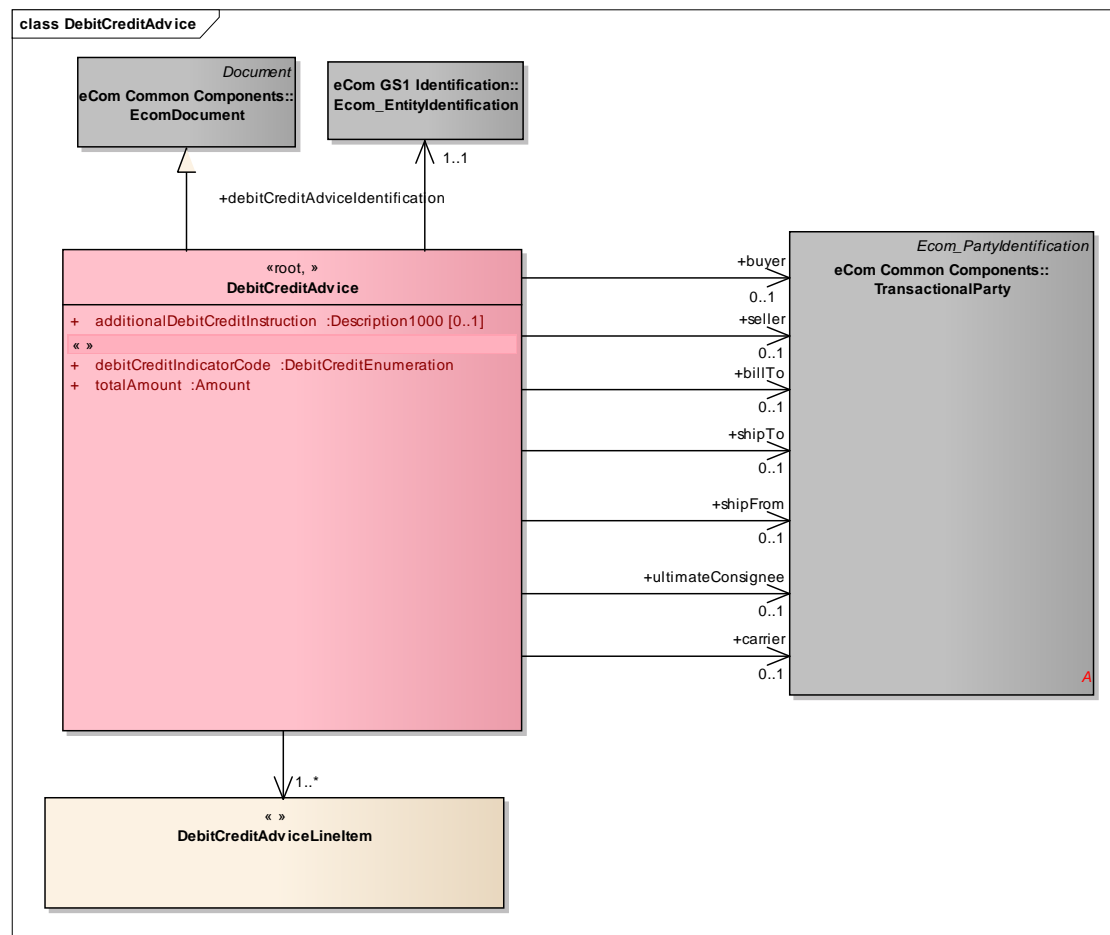 class DebitCreditAdvice
Document
eCom Common Components::
EcomDocument
eCom GS1 Identification::
Ecom_EntityIdentification
1..1
+debitCreditAdviceIdentification
«root, »
DebitCreditAdvice
+ additionalDebitCreditInstruction :Description1000 [0..1]
« »
+ debitCreditIndicatorCode :DebitCreditEnumeration
+ totalAmount :Amount
+buyer
0..1
+seller
0..1
+billTo
0..1
+shipTo
0..1
+shipFrom
0..1
+ultimateConsignee
0..1
+carrier
0..1
Ecom_PartyIdentification
eCom Common Components::
TransactionalParty
A
1..*
« »
DebitCreditAdviceLineItem